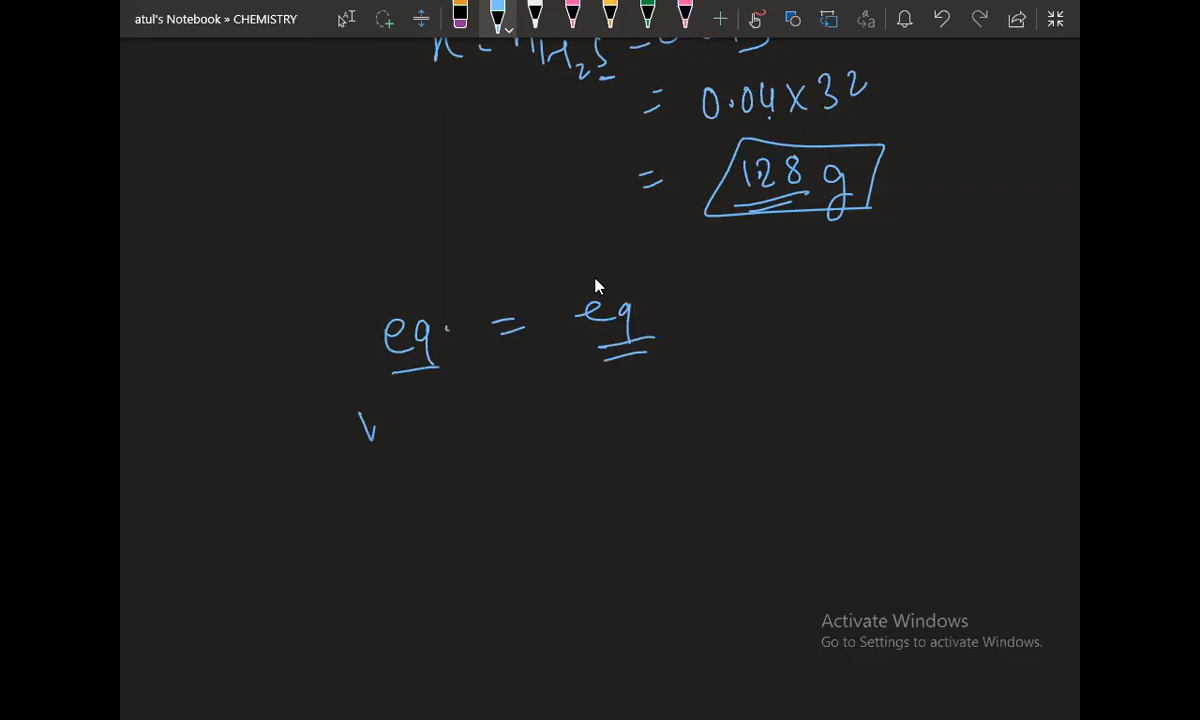 atul's Notebook » CHEMISTRY
= 0.04 × 32
= 1.28 g
eq. = eq
Activate Windows
Go to Settings to activate Windows.